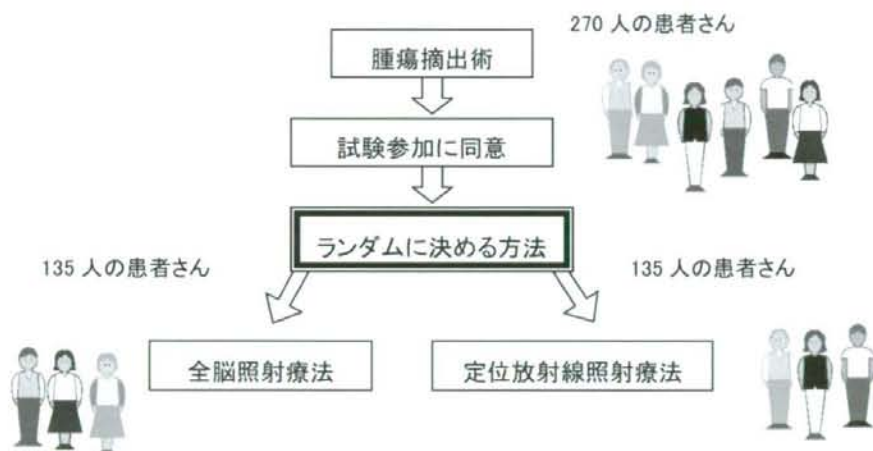 270 人の患者さん
腫瘍摘出術
試験参加に同意
ランダムに決める方法
135 人の患者さん
135 人の患者さん
全脳照射療法
定位放射線照射療法